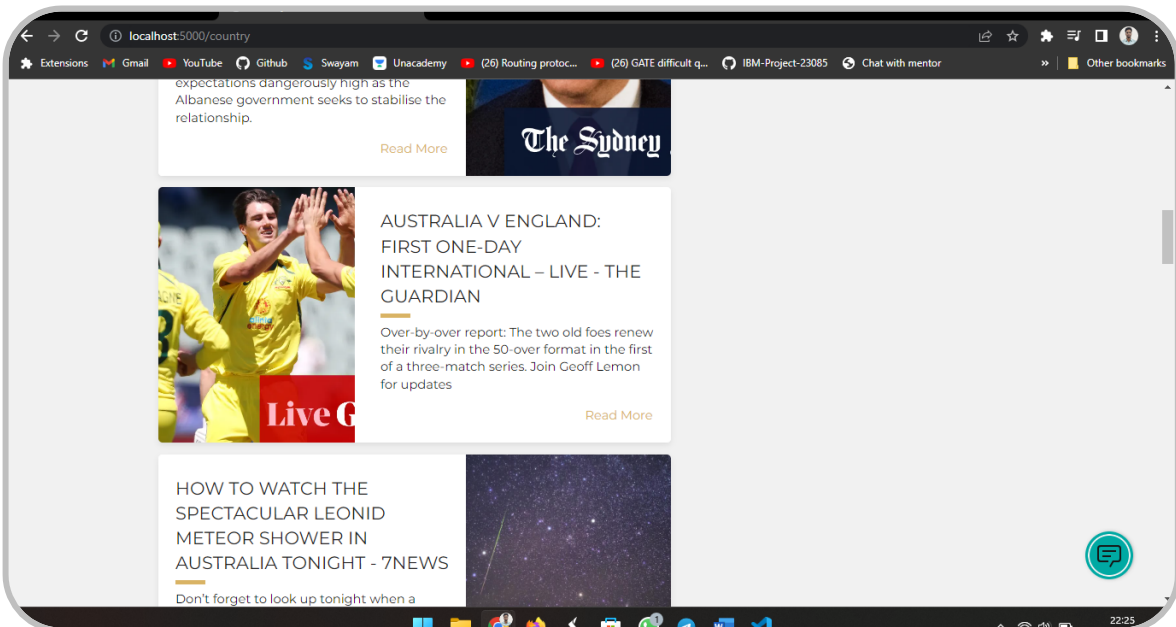 localhost:5000/country
Extensions Gmail YouTube Github Swayam Unacademy (26) Routing protoc... (26) GATE difficult q... IBM-Project-23085 Chat with mentor » Other bookmarks
expectations dangerously high as the
Albanese government seeks to stabilise the
relationship.
Read More
The Sydney
AUSTRALIA V ENGLAND:
FIRST ONE-DAY
INTERNATIONAL – LIVE - THE
GUARDIAN
Over-by-over report: The two old foes renew
their rivalry in the 50-over format in the first
of a three-match series. Join Geoff Lemon
for updates
Read More
Live G
HOW TO WATCH THE
SPECTACULAR LEONID
METEOR SHOWER IN
AUSTRALIA TONIGHT - 7NEWS
Don't forget to look up tonight when a
22:25